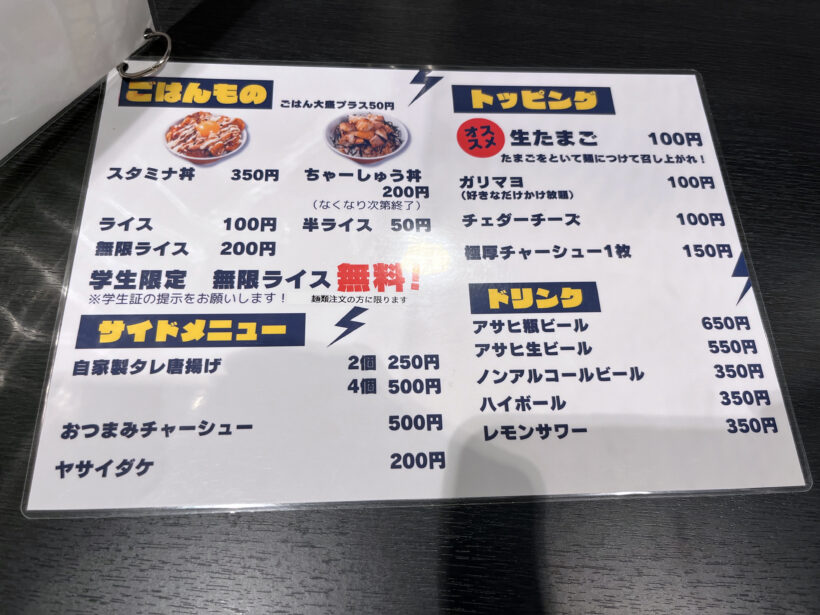 ごはんもの
ごはん大盛プラス50円
スタミナ丼 350円
ちゃーしゅう丼
200円
(なくなり次第終了)
ライス 100円
半ライス 50円
無限ライス 200円
学生限定 無限ライス無料!
※学生証の提示をお願いします!
麺類注文の方に限ります
サイドメニュー
自家製タレ唐揚げ 2個 250円
4個 500円
おつまみチャーシュー 500円
ヤサイダケ 200円
トッピング
オススメ 生たまご 100円
たまごをといて麺につけて召し上がれ!
ガリマヨ 100円
(好きなだけかけ放題)
チェダーチーズ 100円
極厚チャーシュー1枚 150円
ドリンク
アサヒ瓶ビール 650円
アサヒ生ビール 550円
ノンアルコールビール 350円
ハイボール 350円
レモンサワー 350円